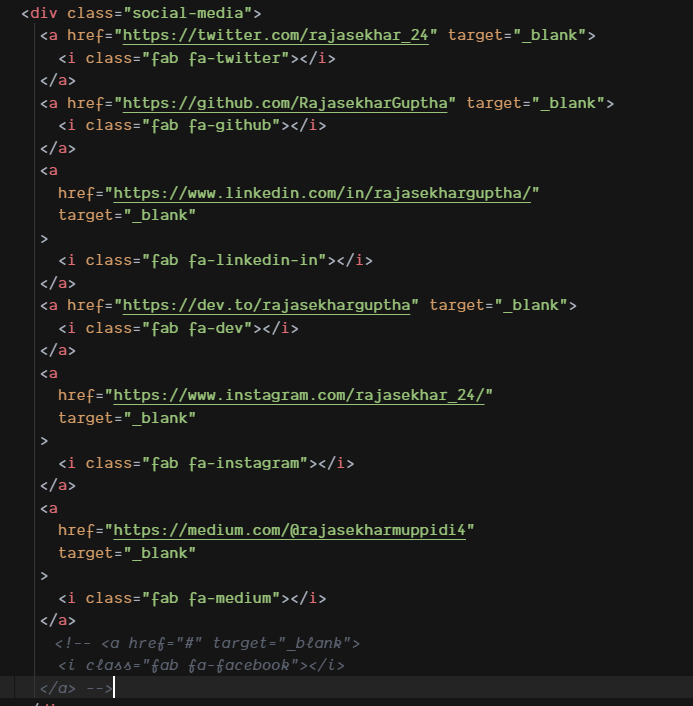 <div class="social-media">
<a href="https://twitter.com/rajasekhar_24" target="_blank">
<i class="fab fa-twitter"></i>
</a>
<a href="https://github.com/RajasekharGuptha" target="_blank">
<i class="fab fa-github"></i>
</a>
<a
href="https://www.linkedin.com/in/rajasekharguptha/"
target="_blank"
>
<i class="fab fa-linkedin-in"></i>
</a>
<a href="https://dev.to/rajasekharguptha" target="_blank">
<i class="fab fa-dev"></i>
</a>
<a
href="https://www.instagram.com/rajasekhar_24/"
target="_blank"
>
<i class="fab fa-instagram"></i>
</a>
<a
href="https://medium.com/@rajasekharmuppidi4"
target="_blank"
>
<i class="fab fa-medium"></i>
</a>
<!-- <a href="#" target="_blank">
<i class="fab fa-facebook"></i>
</a> -->